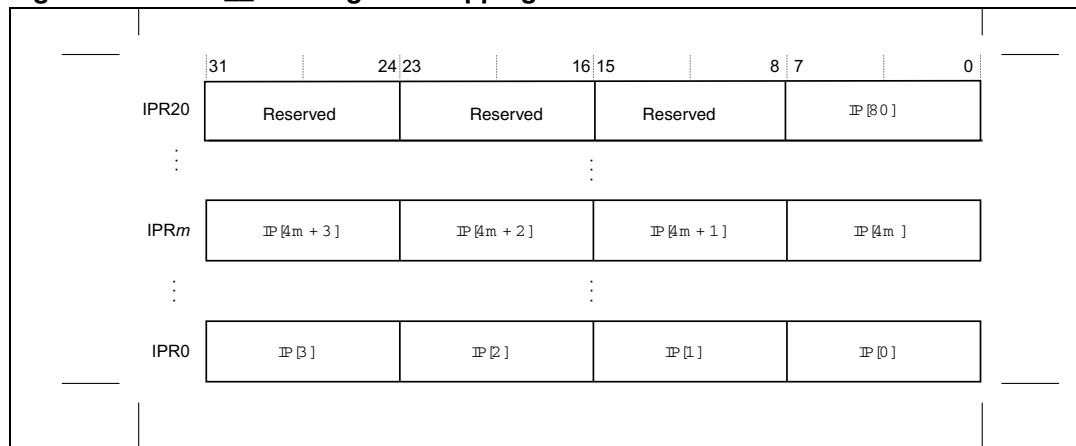 31 24 23 16 15 8 7 0
IPR20 Reserved Reserved Reserved IP[80]
IPRm IP[4m + 3] IP[4m + 2] IP[4m + 1] IP[4m ]
IPR0 IP[3] IP[2] IP[1] IP[0]